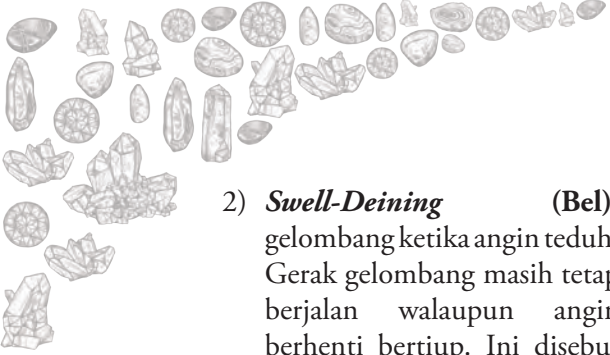 2) Swell-Deining (Bel)
gelombang ketika angin teduh
Gerak gelombang masih tetap
berjalan walaupun angin
berhenti bertiup. Ini disebu